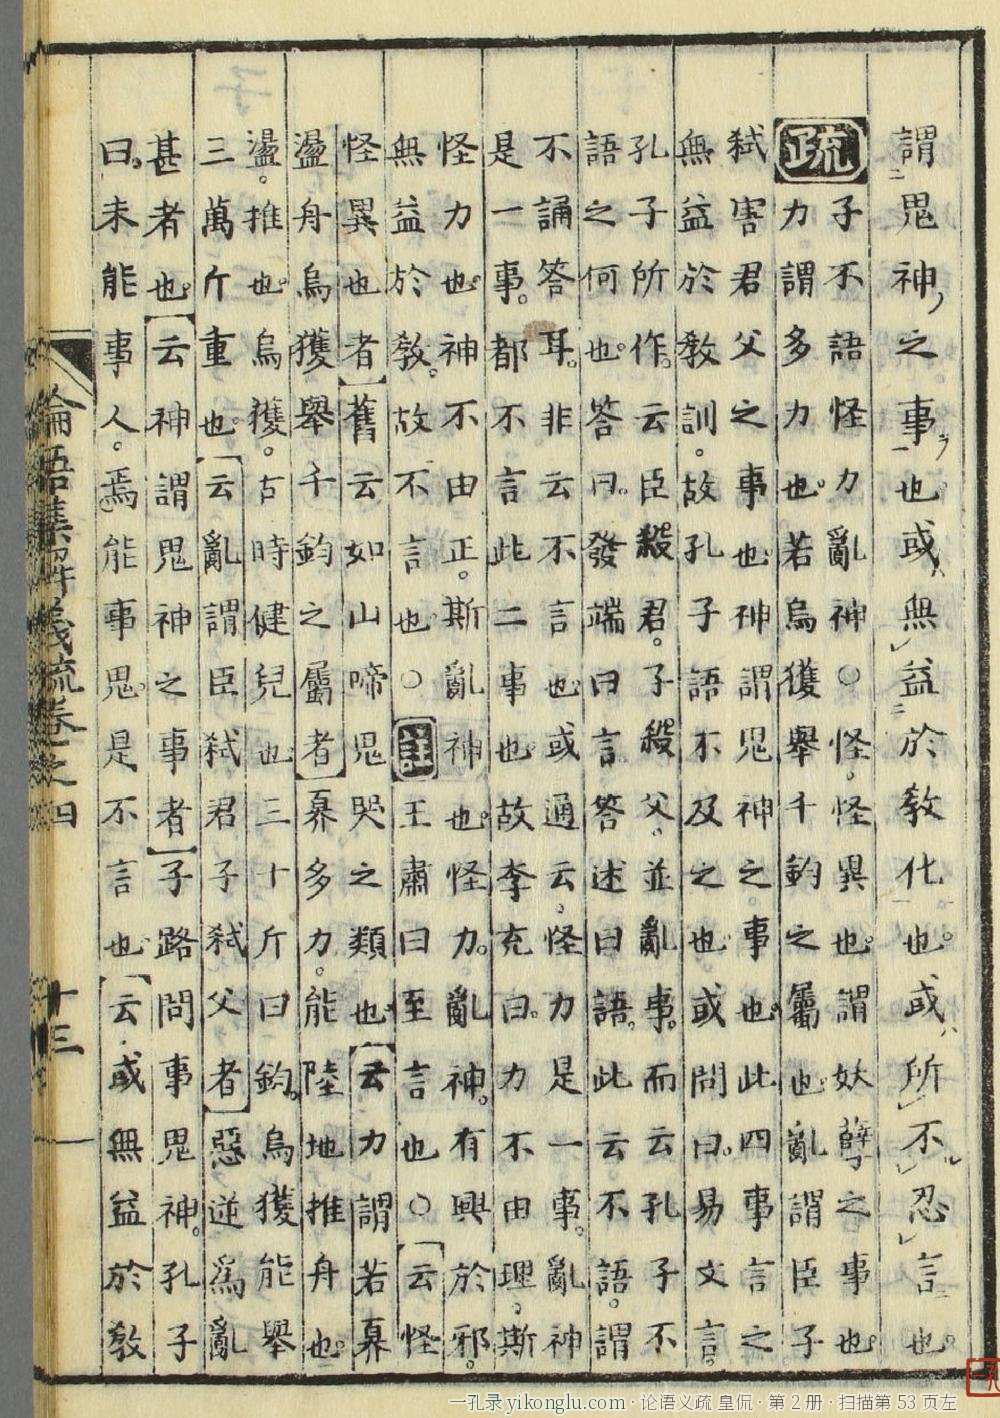 謂鬼神之事也或無益於教化也。或所不忍言也。
疏
子不語怪力亂神○怪。怪異也。謂妖孽之事也。
力謂多力也。若烏獲舉千鈞之屬也亂謂臣子
弒害君父之事也神謂鬼神之事也此四事言之
無益於教訓。故孔子語不及之也或問曰。易文言。
孔子所作。云臣殺君。子殺父。並亂事。而云孔子不
語之何也。答曰。發端曰言答述曰語。此云不語。謂
不誦答耳。非云不言也或通云。怪力是一事。亂神
是一事。都不言此二事也故李充曰。力不由理。斯
怪力也。神不由正。斯亂神也。怪力。亂神。有興於邪。
無益於教。故不言也○註王肅曰至言也○云怪
怪異也者舊云如山啼鬼哭之類也云力謂若奡
盪舟烏獲舉千鈞之屬者奡多力。能陸地推舟也。
盪。推也。烏獲。古時健兒也三十斤曰鈞。烏獲能舉
三萬斤重也。云亂謂臣弒君子弒父者惡逆為亂
甚者也。云神謂鬼神之事者子路問事鬼神。孔子
曰。未能事人。焉能事鬼。是不言也。云或無益於教
論語集解義疏卷之四 十三
一孔录 yikonglu.com · 论语义疏 皇侃 · 第 2 册 · 扫描第 53 页左